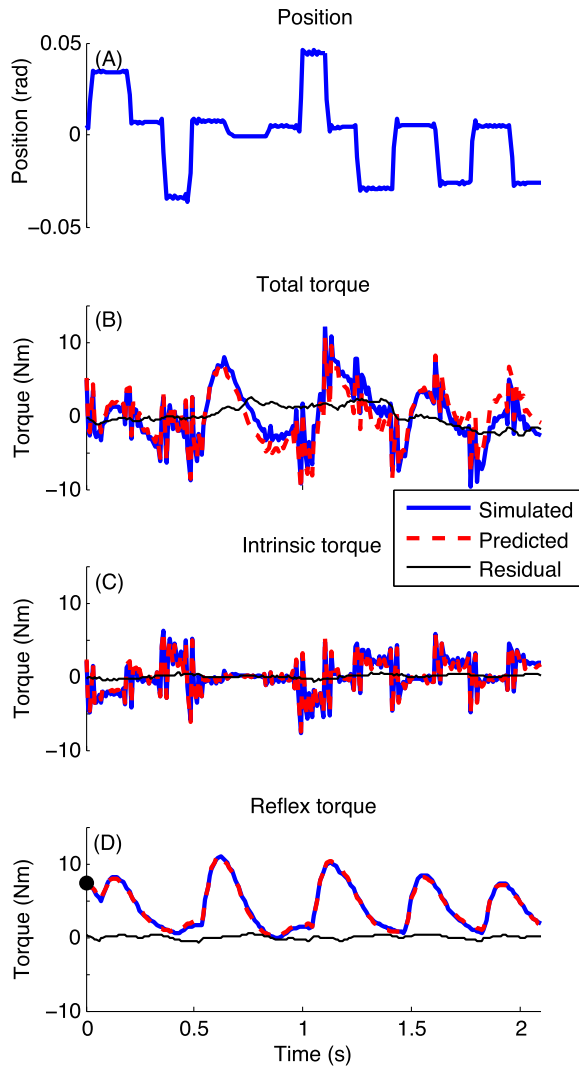 Position
(A)
0.05
0
−0.05
Position (rad)
Total torque
(B)
10
0
−10
Torque (Nm)
Simulated
Predicted
Residual
Intrinsic torque
(C)
10
0
−10
Torque (Nm)
Reflex torque
(D)
10
0
−10
Torque (Nm)
0 0.5 1 1.5 2
Time (s)